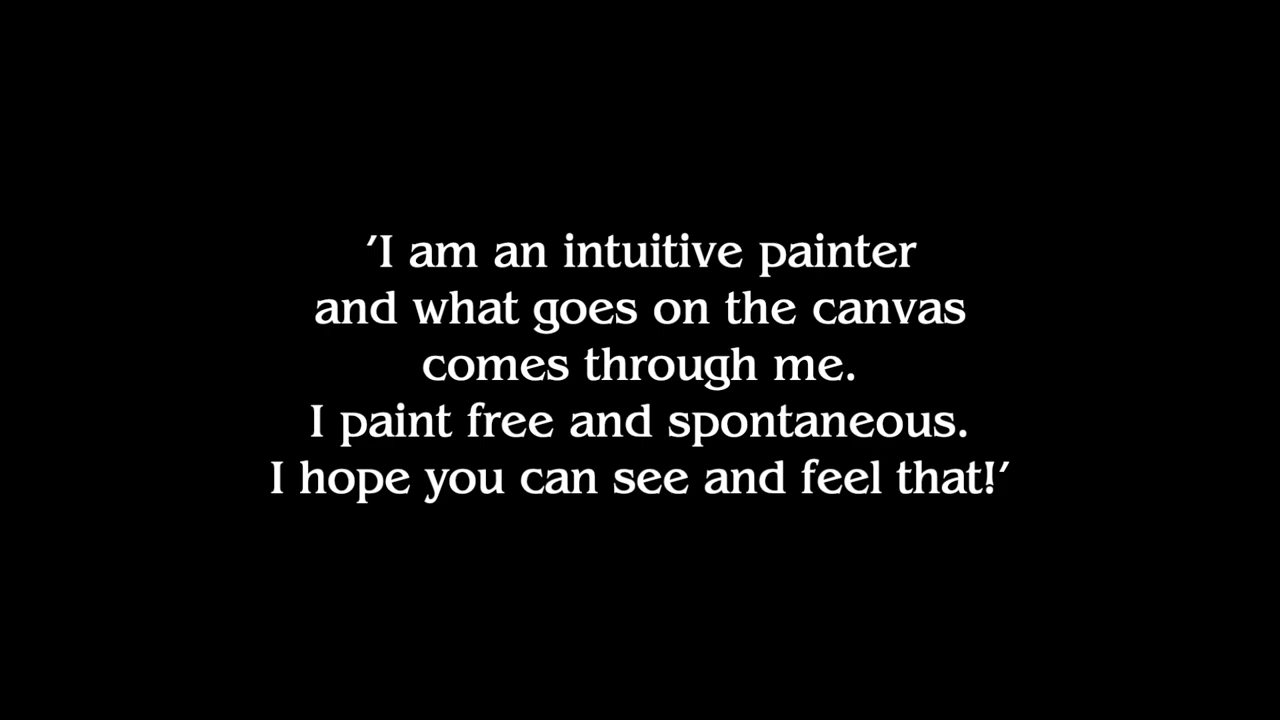 'I am an intuitive painter
and what goes on the canvas
comes through me.
I paint free and spontaneous.
I hope you can see and feel that!'